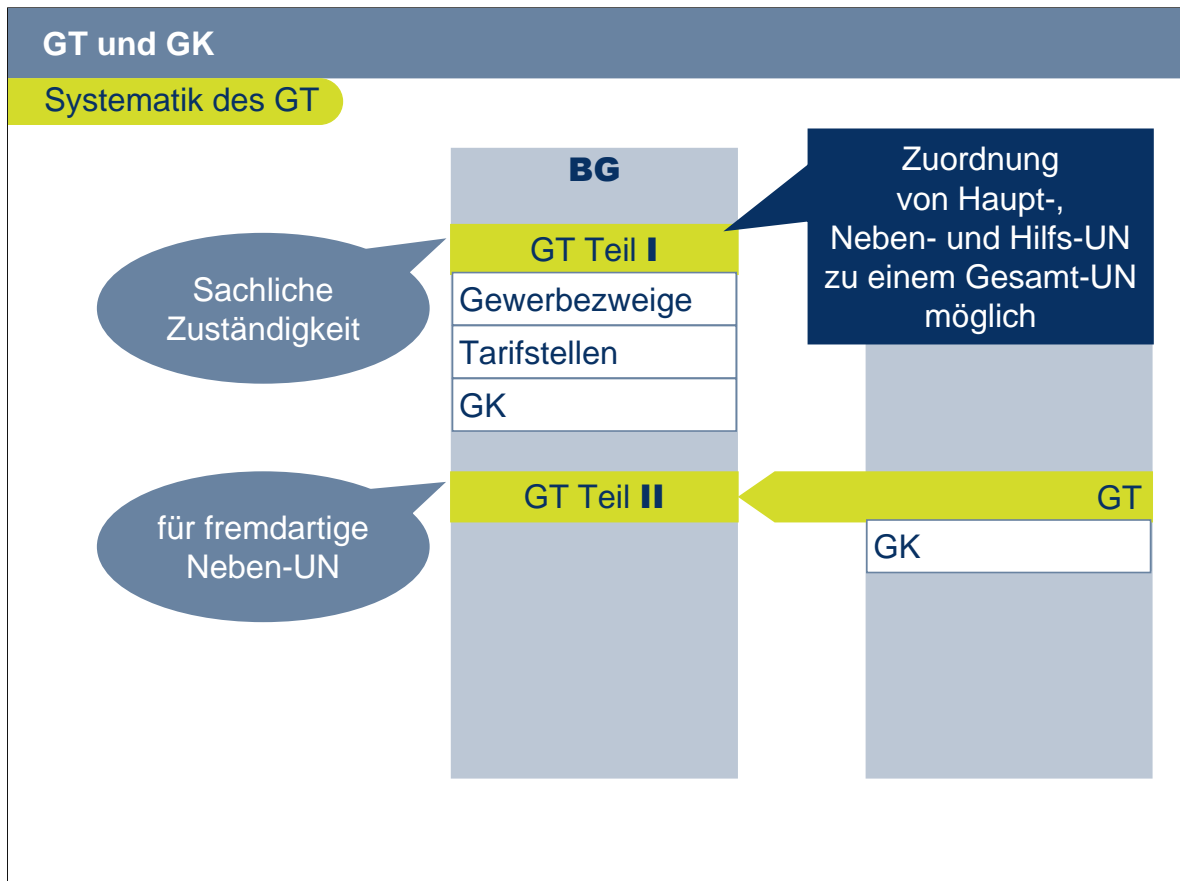 GT und GK
Systematik des GT
BG
Zuordnung
von Haupt-,
Neben- und Hilfs-UN
zu einem Gesamt-UN
möglich
GT Teil I
Sachliche
Zuständigkeit
Gewerbezweige
Tarifstellen
GK
GT Teil II
GT
für fremdartige
Neben-UN
GK